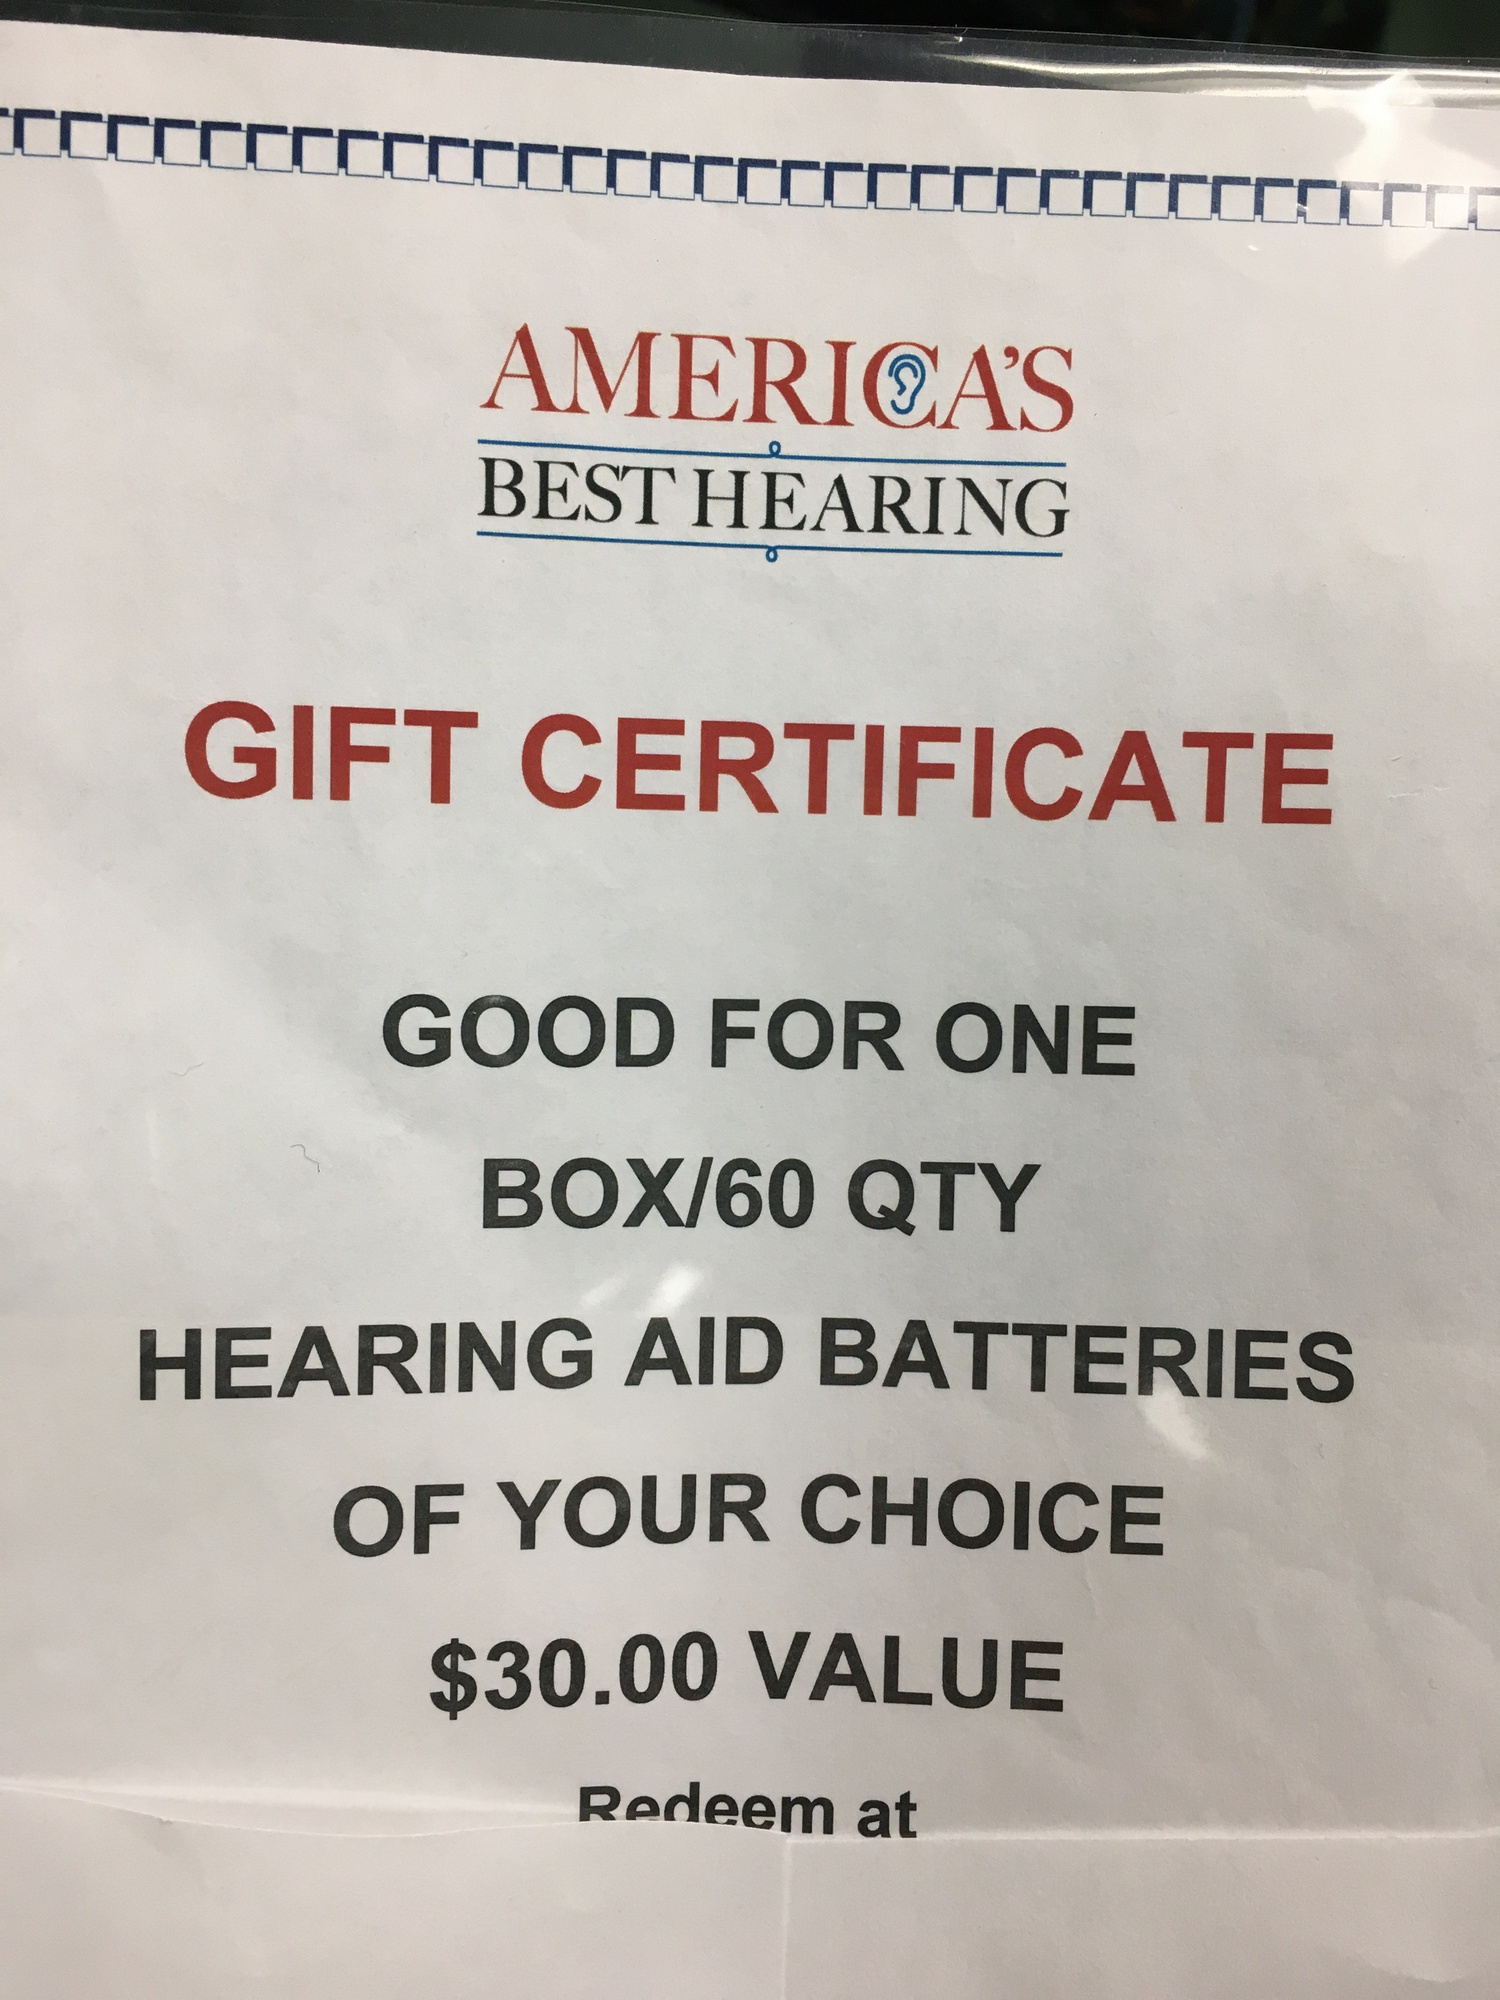 AMERICA'S
BEST HEARING
GIFT CERTIFICATE
GOOD FOR ONE
BOX/60 QTY
HEARING AID BATTERIES
OF YOUR CHOICE
$30.00 VALUE
Redeem at